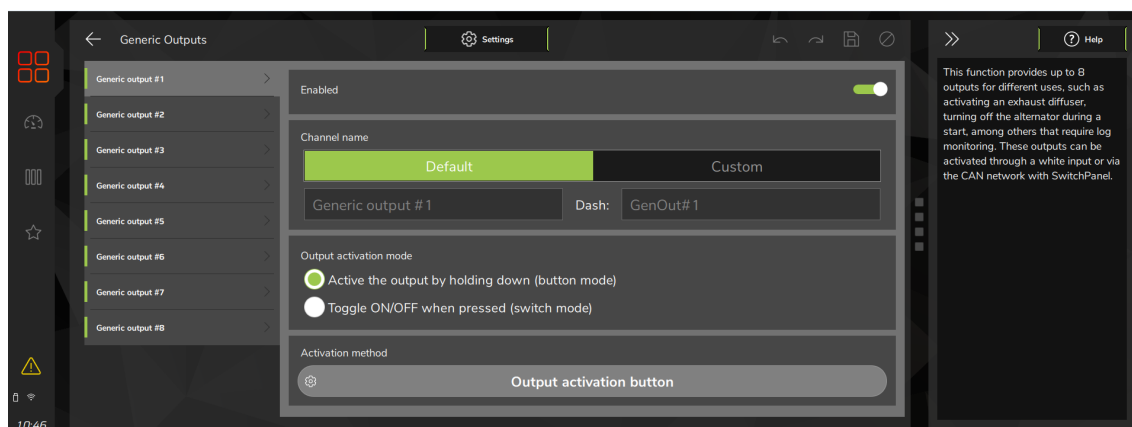 Generic Outputs
Settings
Help
Generic output #1
Generic output #2
Generic output #3
Generic output #4
Generic output #5
Generic output #6
Generic output #7
Generic output #8
Enabled
Channel name
Default Custom
Generic output #1 Dash: GenOut#1
Output activation mode
Active the output by holding down (button mode)
Toggle ON/OFF when pressed (switch mode)
Activation method
Output activation button
This function provides up to 8
outputs for different uses, such as
activating an exhaust diffuser,
turning off the alternator during a
start, among others that require log
monitoring. These outputs can be
activated through a white input or via
the CAN network with SwitchPanel.
10:46